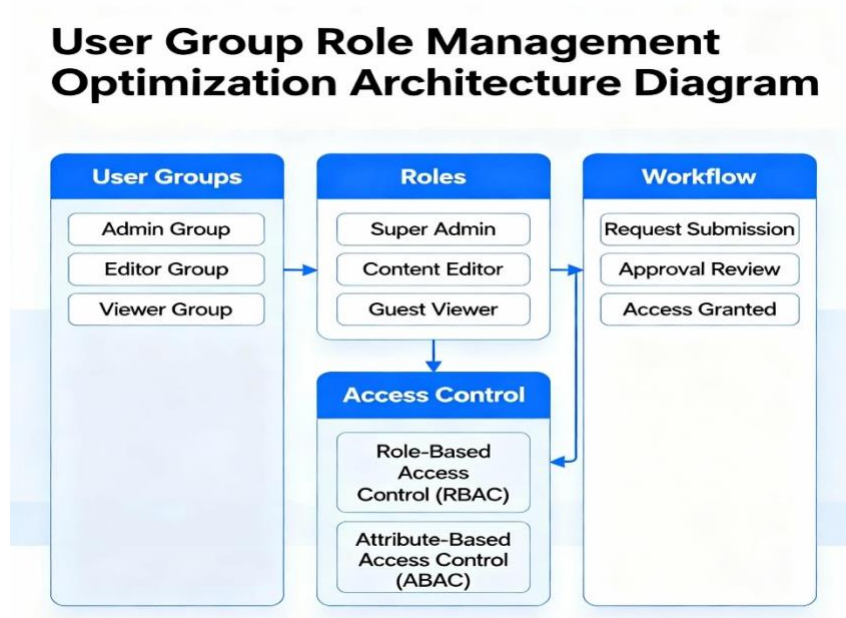 User Group Role Management
Optimization Architecture Diagram
User Groups
Admin Group
Editor Group
Viewer Group
Roles
Super Admin
Content Editor
Guest Viewer
Access Control
Role-Based
Access
Control (RBAC)
Attribute-Based
Access Control
(ABAC)
Workflow
Request Submission
Approval Review
Access Granted